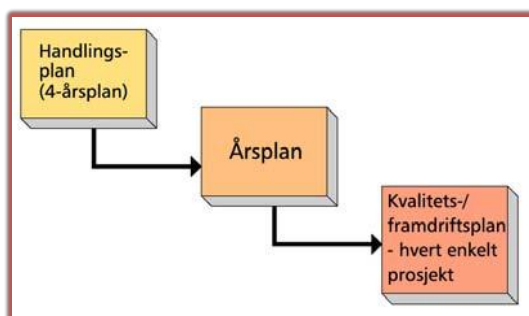 Handlings-
plan
(4-årsplan)
Årsplan
Kvalitets-/
framdriftsplan
- hvert enkelt
prosjekt